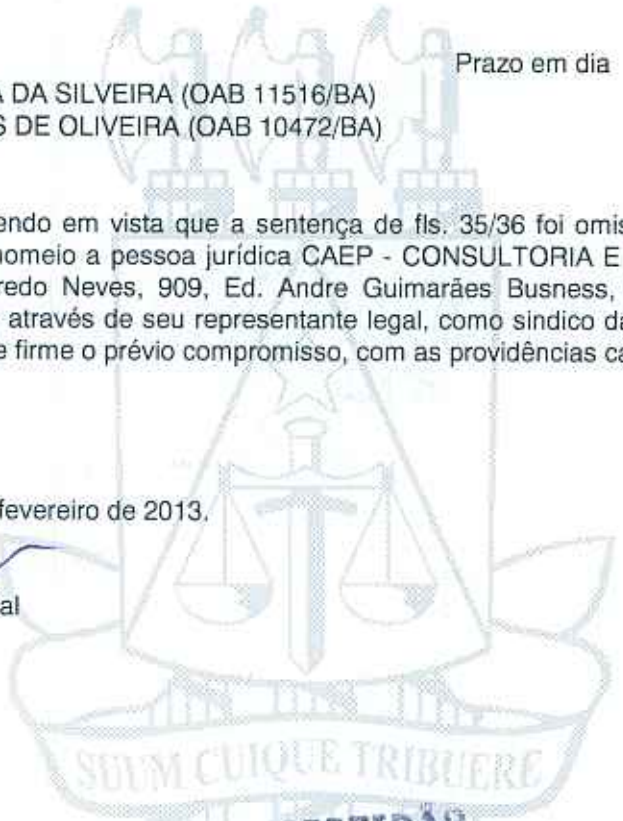 Prazo em dia
A DA SILVEIRA (OAB 11516/BA)
S DE OLIVEIRA (OAB 10472/BA)
endo em vista que a sentença de fls. 35/36 foi omis
nomeio a pessoa jurídica CAEP - CONSULTORIA E
redo Neves, 909, Ed. Andre Guimarães Busness,
através de seu representante legal, como sindico da
e firme o prévio compromisso, com as providências ca
fevereiro de 2013.
al
SUUM CUIQUE TRIBUERE